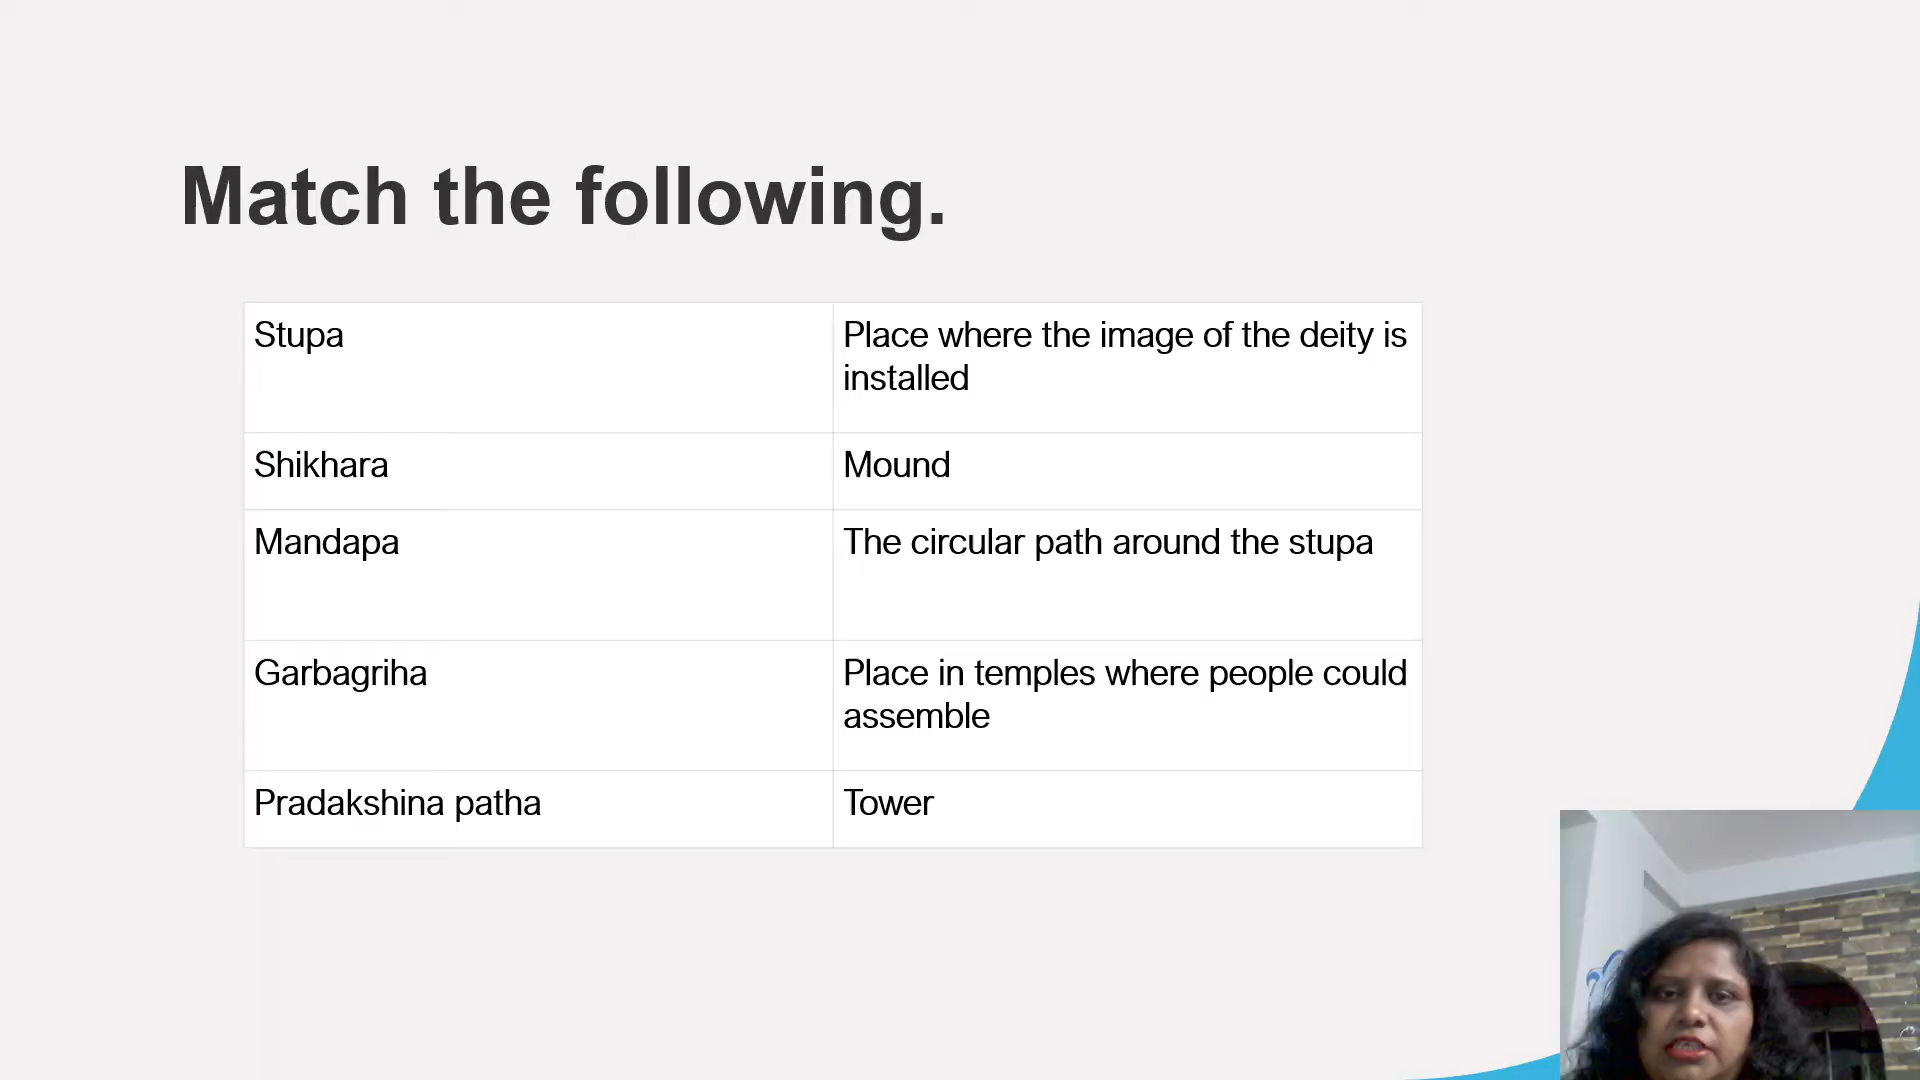 Match the following.
Stupa
Place where the image of the deity is
installed
Shikhara
Mound
Mandapa
The circular path around the stupa
Garbagriha
Place in temples where people could
assemble
Pradakshina patha
Tower